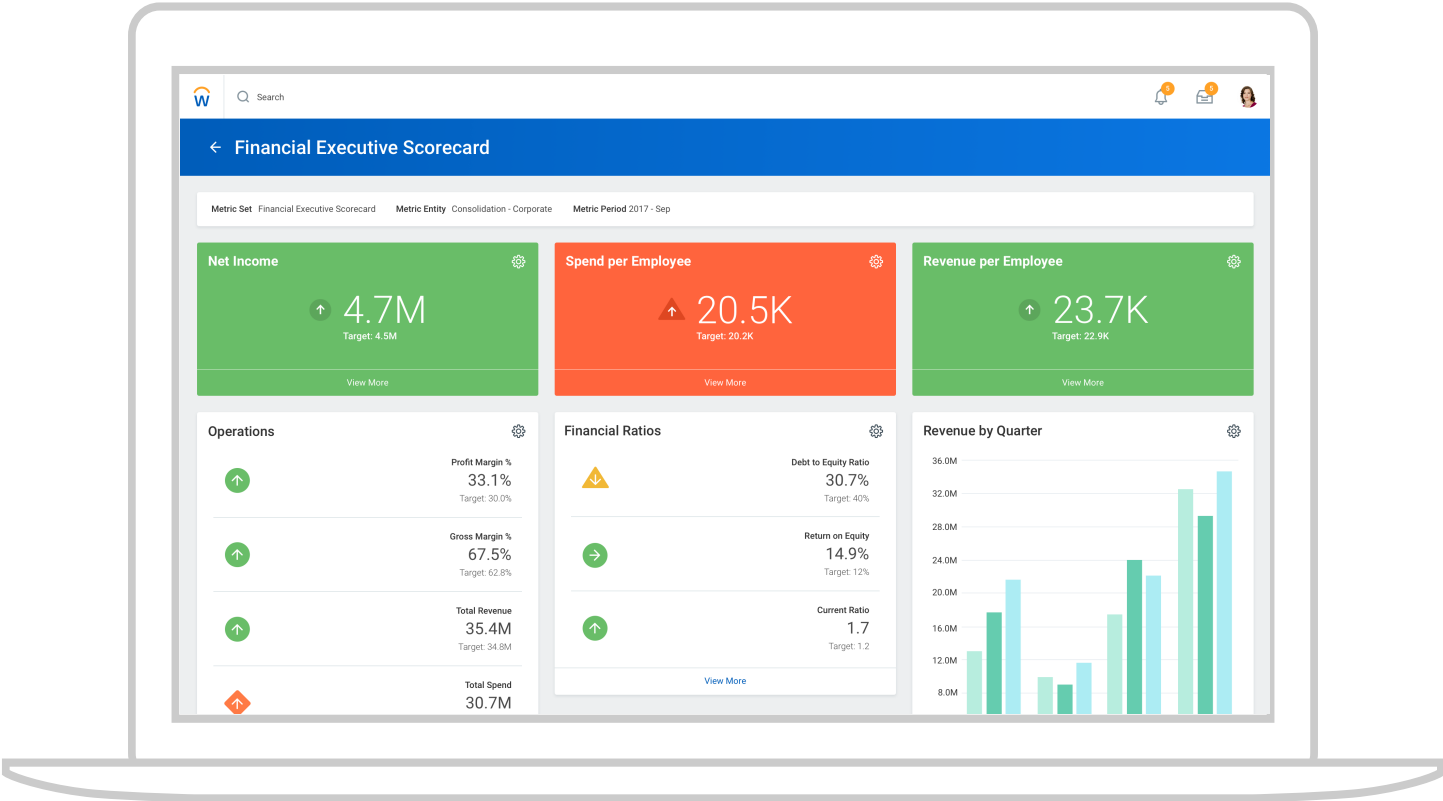 W
Search
5
5
← Financial Executive Scorecard
Metric Set Financial Executive Scorecard Metric Entity Consolidation - Corporate Metric Period 2017 - Sep
Net Income
4.7M
Target: 4.5M
View More
Spend per Employee
20.5K
Target: 20.2K
View More
Revenue per Employee
23.7K
Target: 22.9K
View More
Operations
Profit Margin %
33.1%
Target: 30.0%
Gross Margin %
67.5%
Target: 62.8%
Total Revenue
35.4M
Target: 34.8M
Total Spend
30.7M
Financial Ratios
Debt to Equity Ratio
30.7%
Target: 40%
Return on Equity
14.9%
Target: 12%
Current Ratio
1.7
Target: 1.2
View More
Revenue by Quarter
36.0M
32.0M
28.0M
24.0M
20.0M
16.0M
12.0M
8.0M